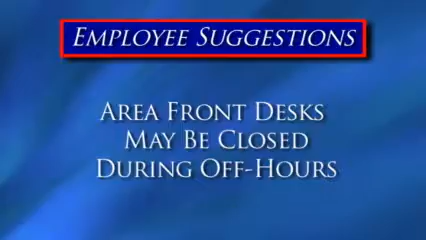 EMPLOYEE SUGGESTIONS
AREA FRONT DESKS
MAY BE CLOSED
DURING OFF-HOURS